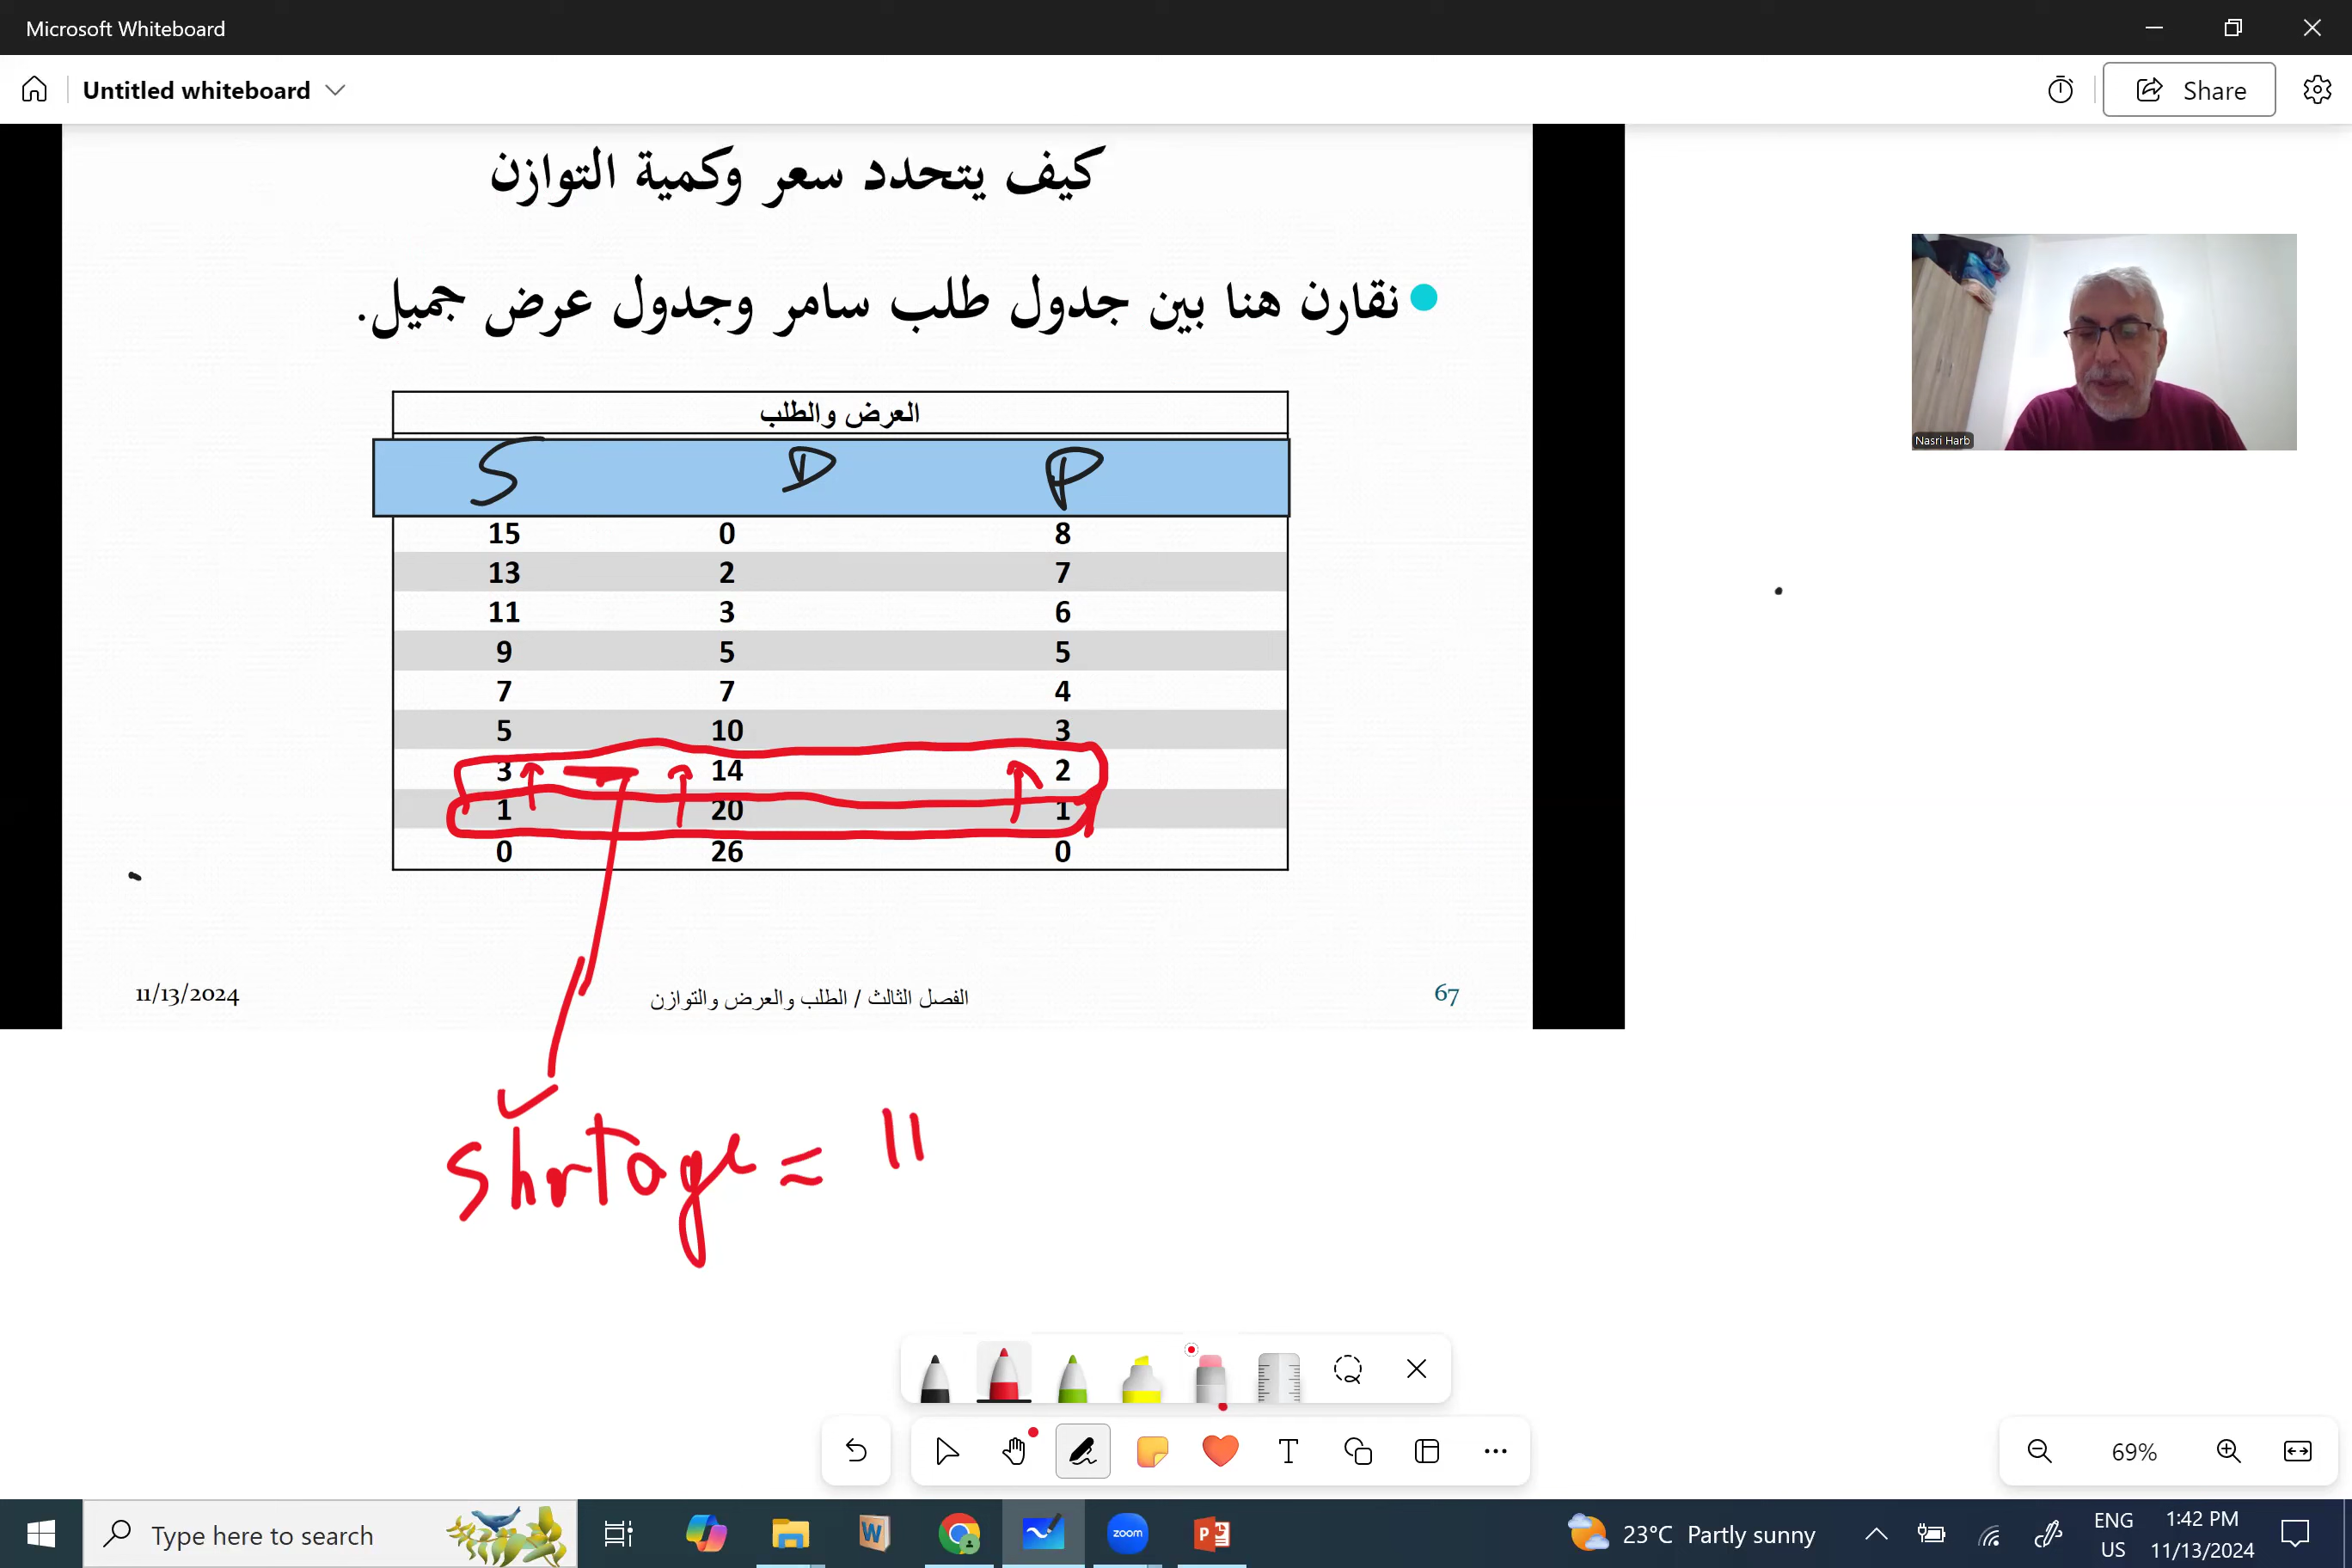 Microsoft Whiteboard
Untitled whiteboard
Share
كيف يتحدد سعر وكمية التوازن
نقارن هنا بين جدول طلب سامر وجدول عرض جميل.
Nasri Harb
العرض والطلب
S D P
15 0 8
13 2 7
11 3 6
9 5 5
7 7 4
5 10 3
3 14 2
1 20 1
0 26 0
11/13/2024
الفصل الثالث / الطلب والعرض والتوازن
67
Shortage = 11
69%
Type here to search
W
zoom
P
23°C Partly sunny
ENG
US
1:42 PM
11/13/2024